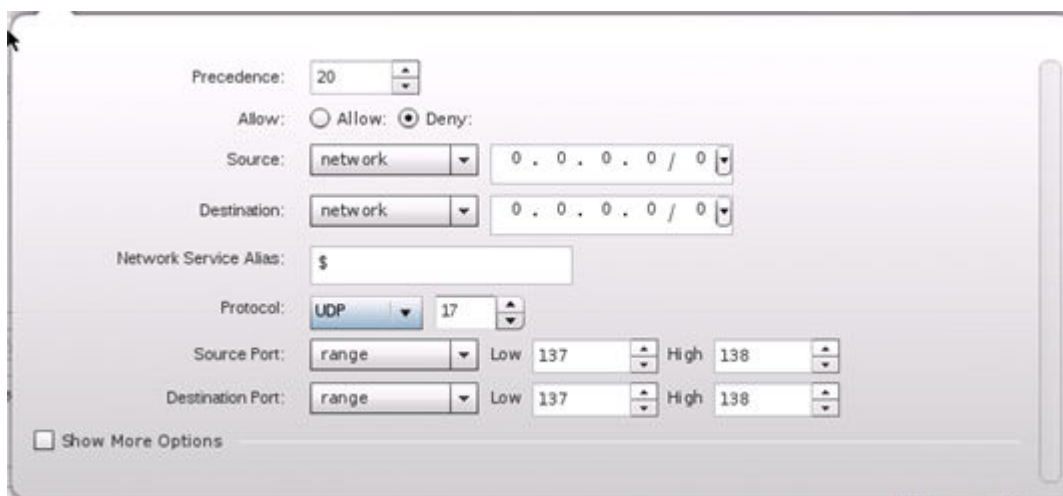 Precedence: 20
Allow: Allow: Deny:
Source: network 0 . 0 . 0 . 0 / 0
Destination: network 0 . 0 . 0 . 0 / 0
Network Service Alias: $
Protocol: UDP 17
Source Port: range Low 137 High 138
Destination Port: range Low 137 High 138
Show More Options